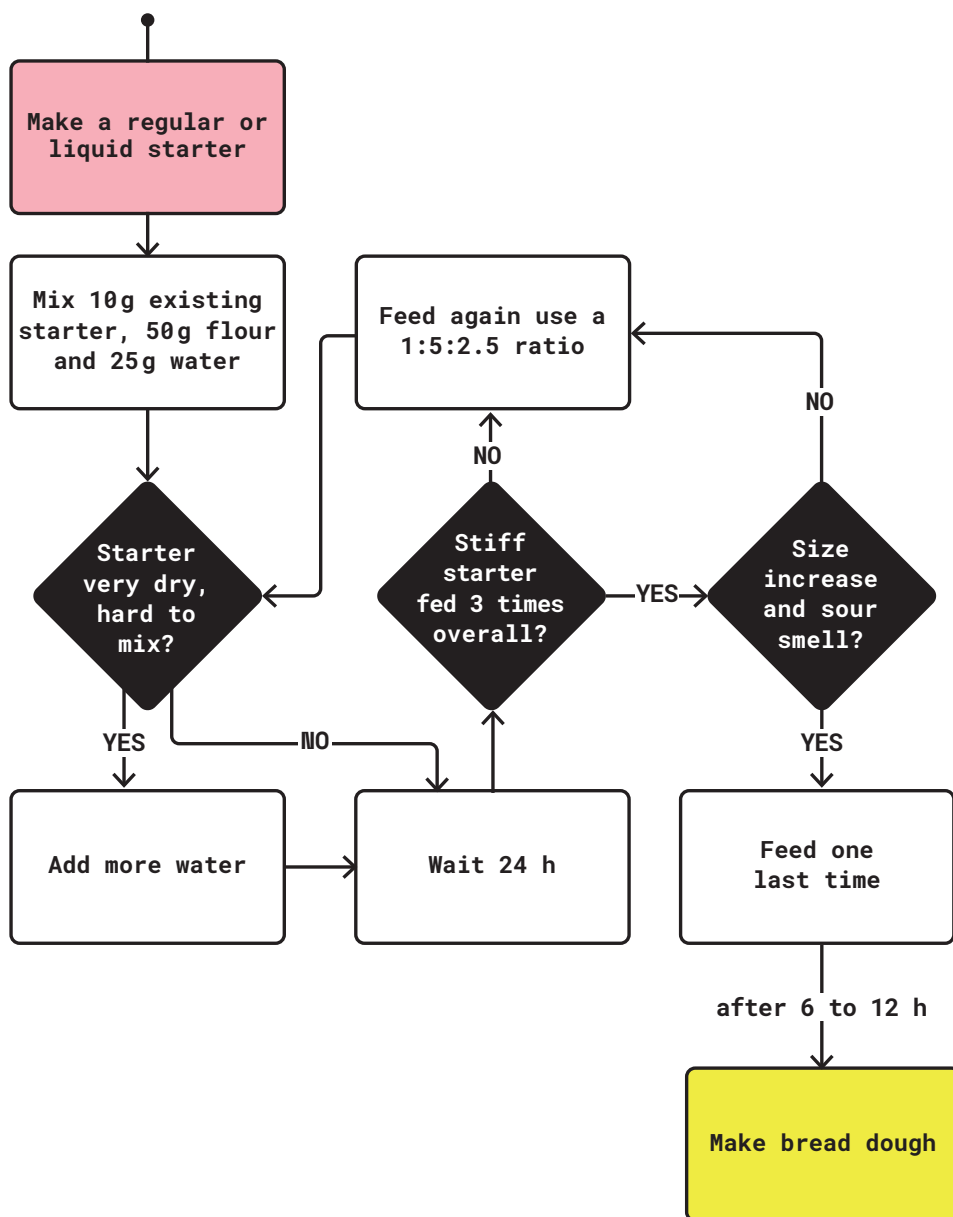 Make a regular or
liquid starter
Mix 10g existing
starter, 50g flour
and 25g water
Feed again use a
1:5:2.5 ratio
NO
NO
Starter
very dry,
hard to
mix?
Stiff
starter
fed 3 times
overall?
YES
Size
increase
and sour
smell?
YES
NO
YES
Add more water
Wait 24 h
Feed one
last time
after 6 to 12 h
Make bread dough